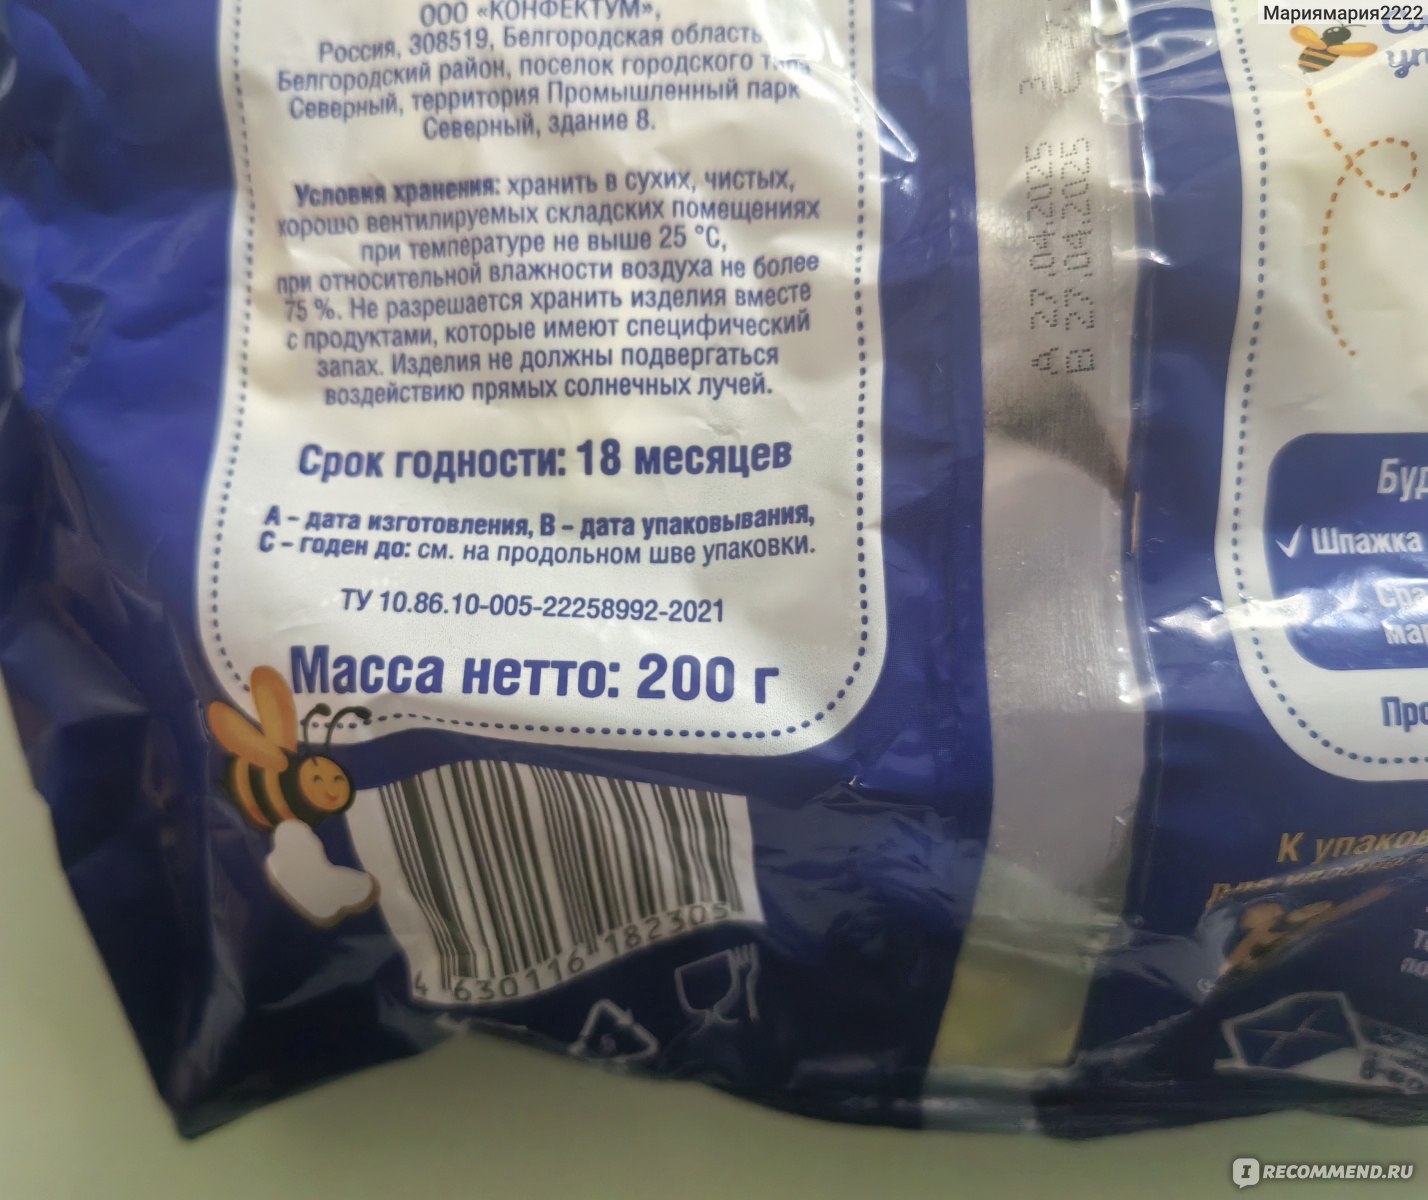 Мариямария2222
ООО «КОНФЕКТУМ»,
Россия, 308519, Белгородская область,
Белгородский район, поселок городского типа
Северный, территория Промышленный парк
Северный, здание 8.
Условия хранения: хранить в сухих, чистых,
хорошо вентилируемых складских помещениях
при температуре не выше 25 °C,
при относительной влажности воздуха не более
75 %. Не разрешается хранить изделия вместе
с продуктами, которые имеют специфический
запах. Изделия не должны подвергаться
воздействию прямых солнечных лучей.
Срок годности: 18 месяцев
А – дата изготовления, В – дата упаковывания,
С – годен до: см. на продольном шве упаковки.
ТУ 10.86.10-005-22258992-2021
Масса нетто: 200 г
4 630116 182305
A 27.042025
B 27.042025
Буд
✓ Шпажка
Про
К упаков
RECOMMEND.RU